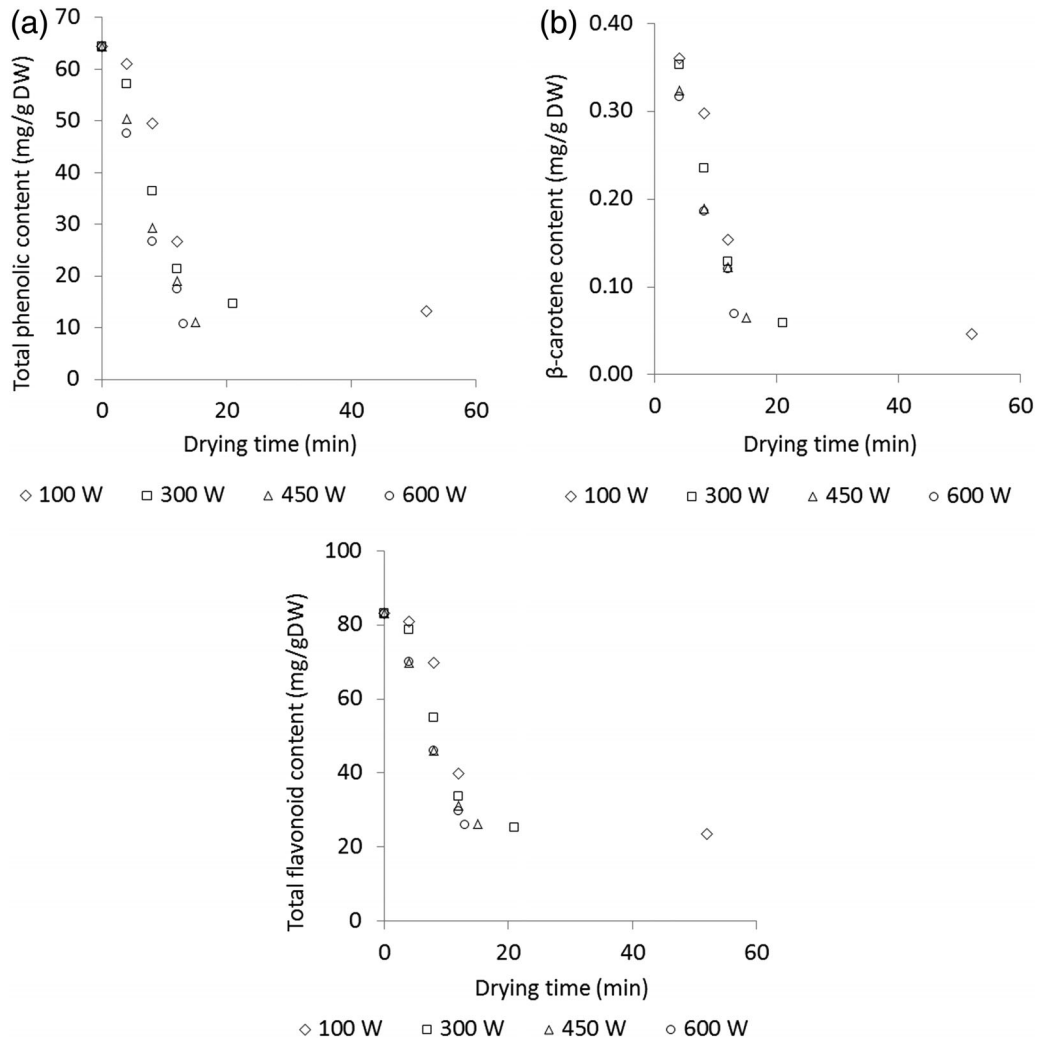 (a)
Total phenolic content (mg/g DW)
70
60
50
40
30
20
10
0
0 20 40 60
Drying time (min)
◇ 100 W □ 300 W △ 450 W ○ 600 W
(b)
β-carotene content (mg/g DW)
0.40
0.30
0.20
0.10
0.00
0 20 40 60
Drying time (min)
◇ 100 W □ 300 W △ 450 W ○ 600 W
Total flavonoid content (mg/gDW)
100
80
60
40
20
0
0 20 40 60
Drying time (min)
◇ 100 W □ 300 W △ 450 W ○ 600 W